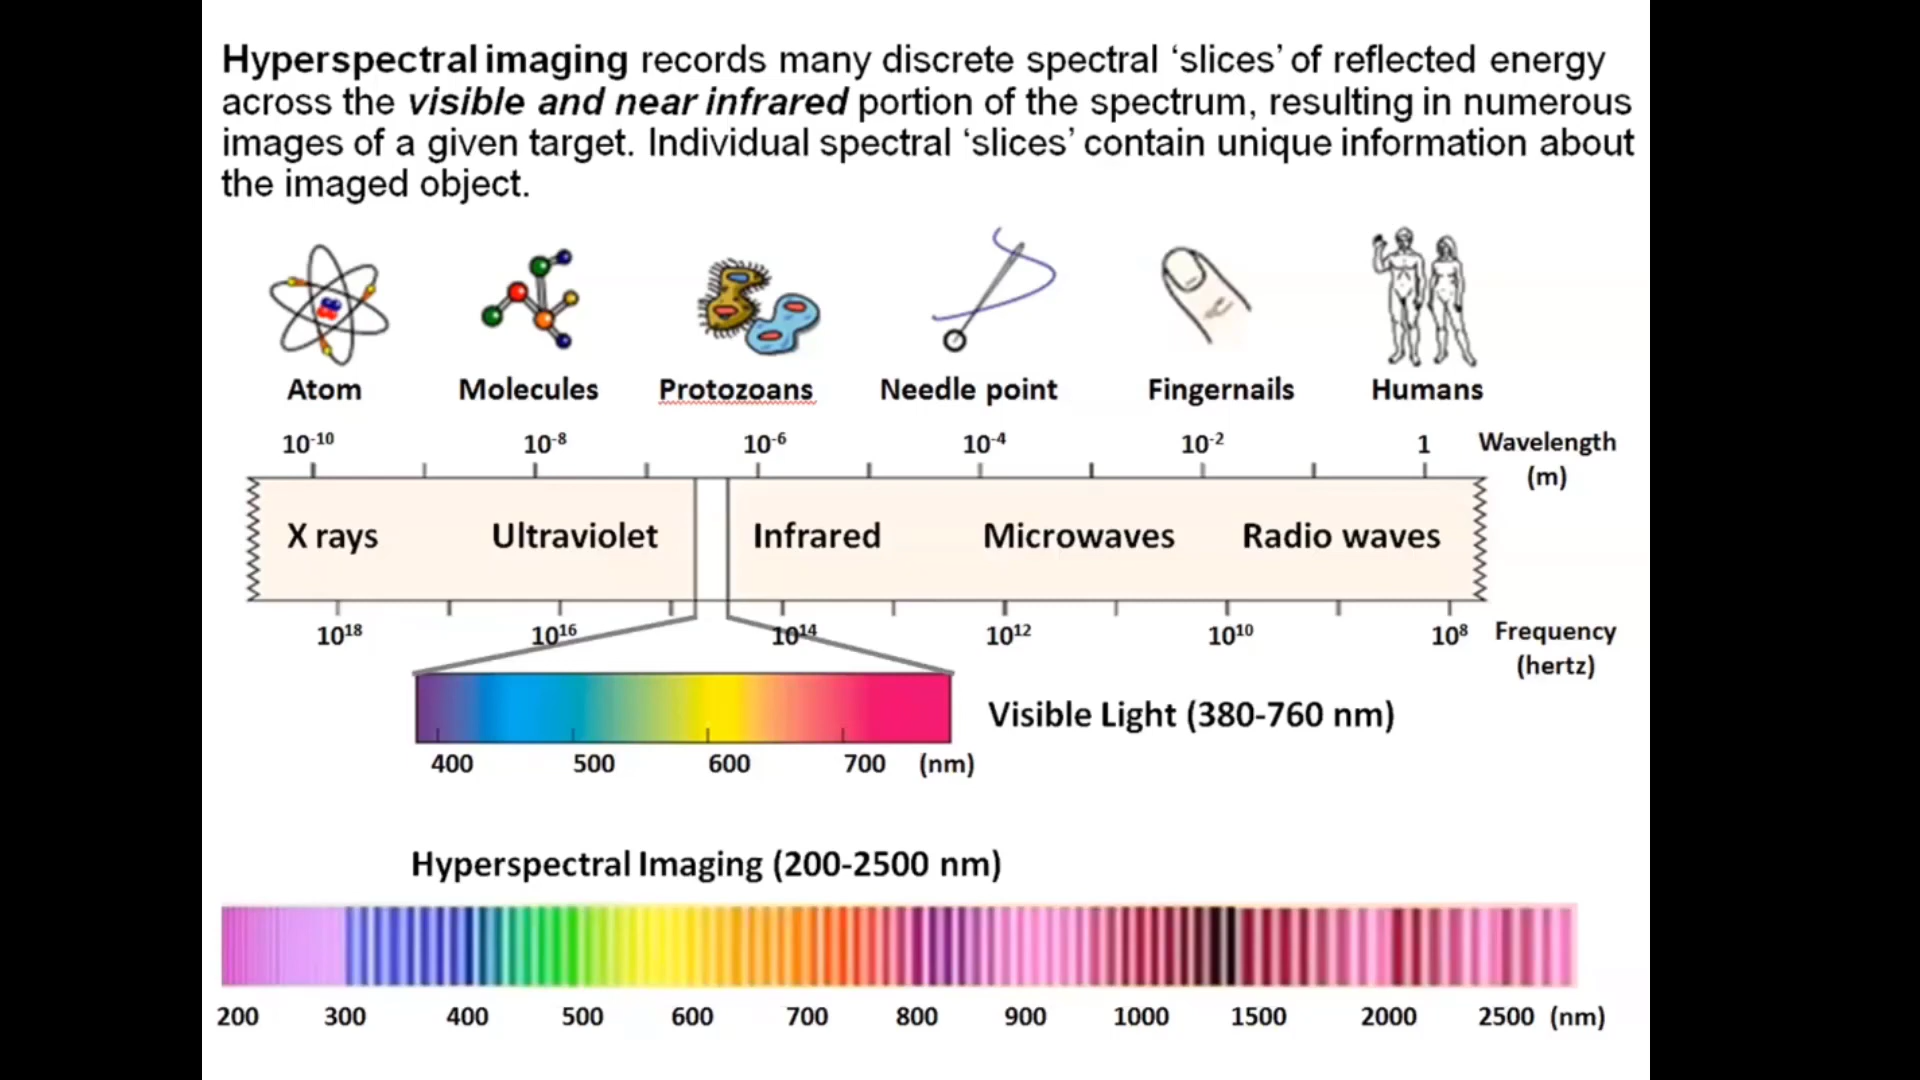 Hyperspectral imaging records many discrete spectral ‘slices’ of reflected energy
across the visible and near infrared portion of the spectrum, resulting in numerous
images of a given target. Individual spectral ‘slices’ contain unique information about
the imaged object.
Atom Molecules Protozoans Needle point Fingernails Humans
10⁻¹⁰ 10⁻⁸ 10⁻⁶ 10⁻⁴ 10⁻² 1 Wavelength
(m)
X rays Ultraviolet Infrared Microwaves Radio waves
10¹⁸ 10¹⁶ 10¹⁴ 10¹² 10¹⁰ 10⁸ Frequency
(hertz)
Visible Light (380-760 nm)
400 500 600 700 (nm)
Hyperspectral Imaging (200-2500 nm)
200 300 400 500 600 700 800 900 1000 1500 2000 2500 (nm)